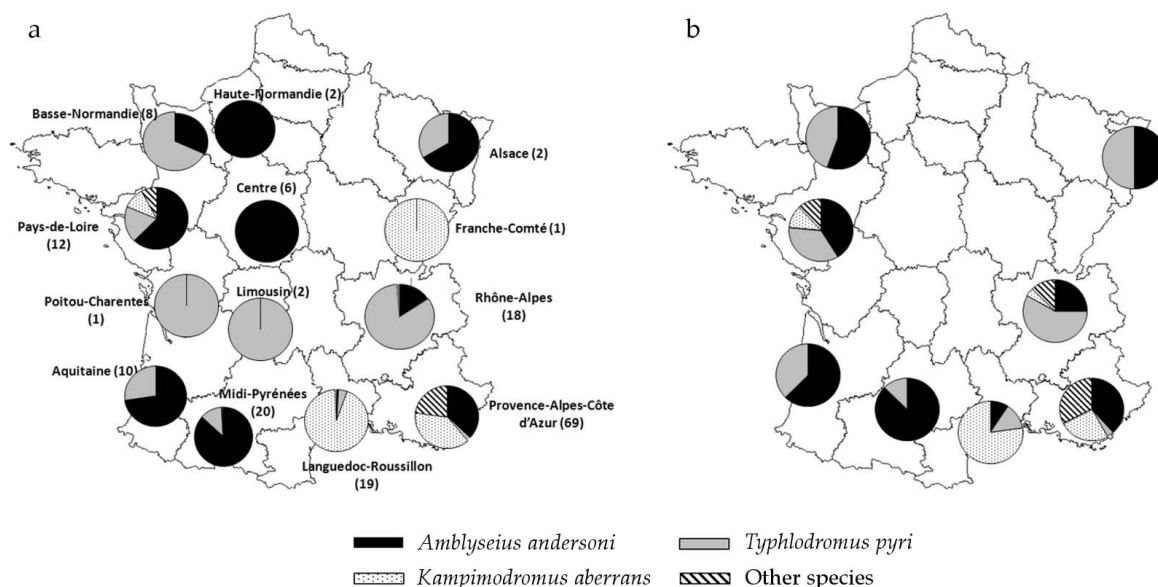 a
b
Haute-Normandie (2)
Basse-Normandie (8)
Alsace (2)
Centre (6)
Pays-de-Loire
(12)
Franche-Comté (1)
Poitou-Charentes
(1)
Limousin (2)
Rhône-Alpes
(18)
Aquitaine (10)
Midi-Pyrénées
(20)
Provence-Alpes-Côte
d'Azur (69)
Languedoc-Roussillon
(19)
Amblyseius andersoni
Typhlodromus pyri
Kampimodromus aberrans
Other species